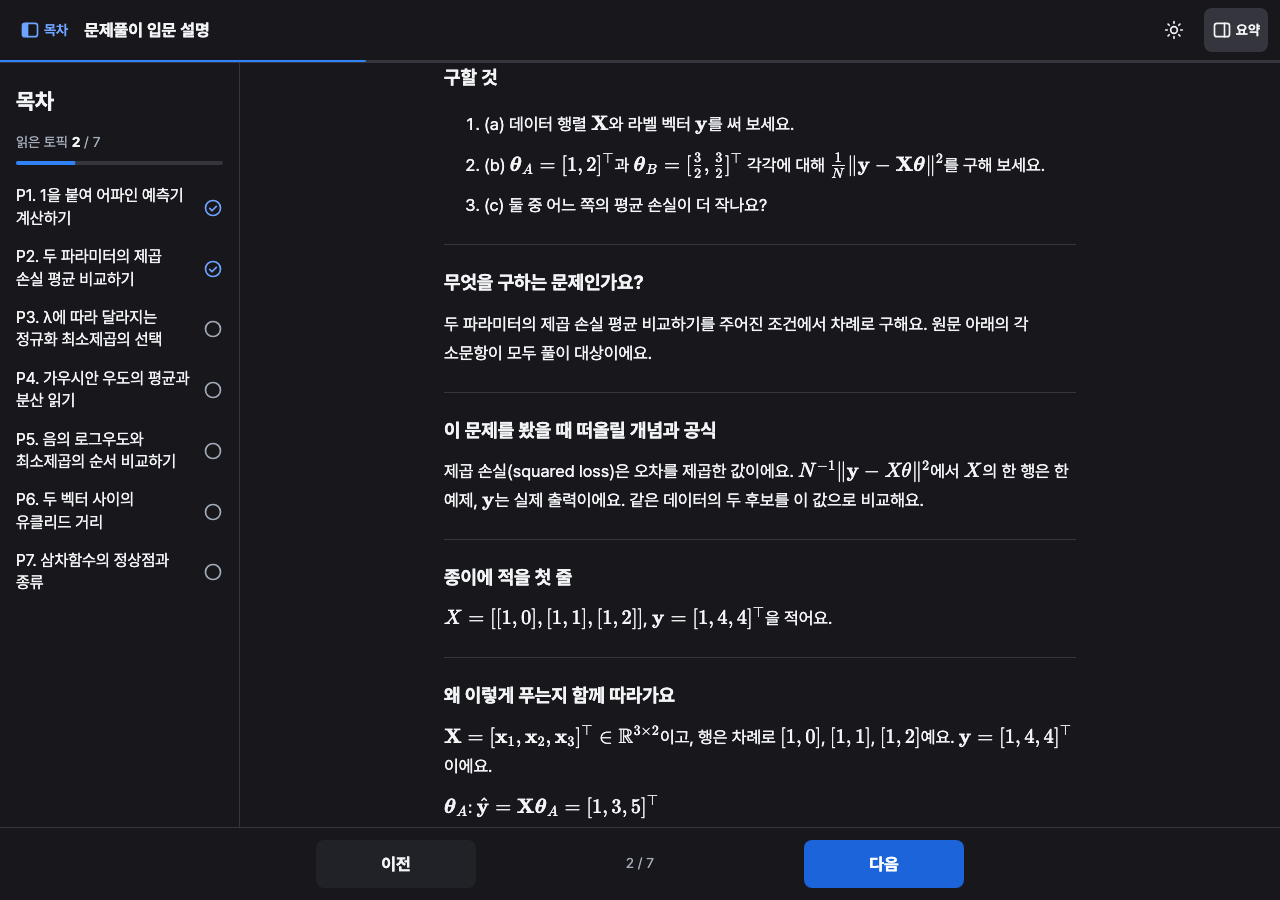 목차 문제풀이 입문 설명 요약
목차
읽은 토픽 2 / 7
P1. 1을 붙여 어파인 예측기
계산하기
P2. 두 파라미터의 제곱
손실 평균 비교하기
P3. λ에 따라 달라지는
정규화 최소제곱의 선택
P4. 가우시안 우도의 평균과
분산 읽기
P5. 음의 로그우도와
최소제곱의 순서 비교하기
P6. 두 벡터 사이의
유클리드 거리
P7. 삼차함수의 정상점과
종류
구할 것
1. (a) 데이터 행렬 X와 라벨 벡터 y를 써 보세요.
2. (b) θ_A = [1, 2]^⊤과 θ_B = [3/2, 3/2]^⊤ 각각에 대해 1/N ‖y − Xθ‖²를 구해 보세요.
3. (c) 둘 중 어느 쪽의 평균 손실이 더 작나요?
무엇을 구하는 문제인가요?
두 파라미터의 제곱 손실 평균 비교하기를 주어진 조건에서 차례로 구해요. 원문 아래의 각
소문항이 모두 풀이 대상이에요.
이 문제를 봤을 때 떠올릴 개념과 공식
제곱 손실(squared loss)은 오차를 제곱한 값이에요. N⁻¹‖y − Xθ‖²에서 X의 한 행은 한
예제, y는 실제 출력이에요. 같은 데이터의 두 후보를 이 값으로 비교해요.
종이에 적을 첫 줄
X = [[1, 0], [1, 1], [1, 2]], y = [1, 4, 4]^⊤을 적어요.
왜 이렇게 푸는지 함께 따라가요
X = [x₁, x₂, x₃]^⊤ ∈ ℝ^{3×2}이고, 행은 차례로 [1, 0], [1, 1], [1, 2]예요. y = [1, 4, 4]^⊤
이에요.
θ_A: ŷ = Xθ_A = [1, 3, 5]^⊤
이전 2 / 7 다음